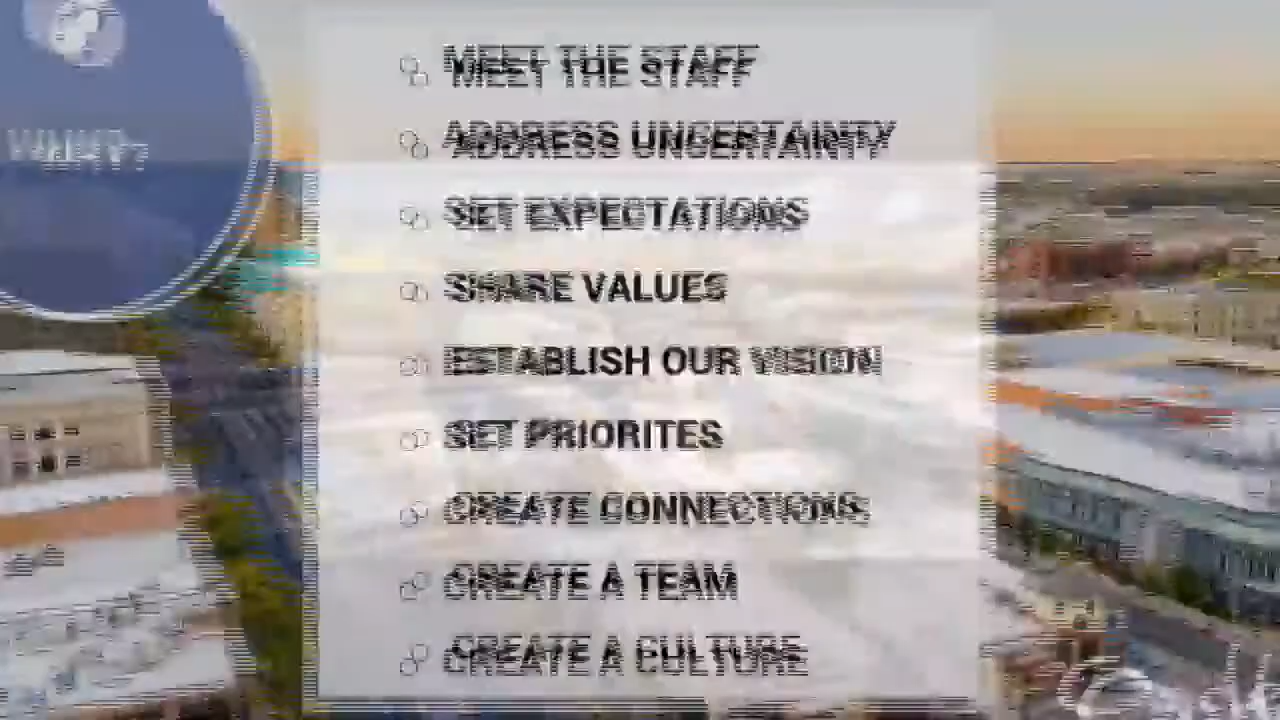 WHY?
MEET THE STAFF
ADDRESS UNCERTAINTY
SET EXPECTATIONS
SHARE VALUES
ESTABLISH OUR VISION
SET PRIORITES
CREATE CONNECTIONS
CREATE A TEAM
CREATE A CULTURE